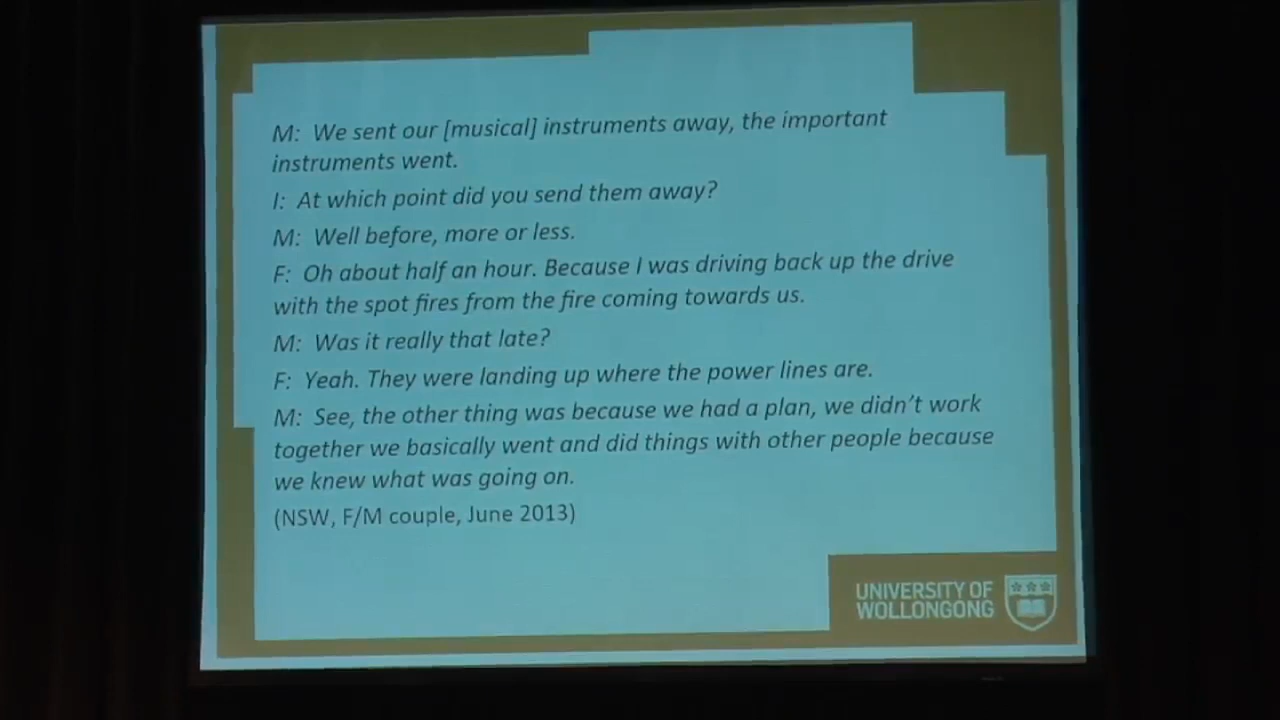 M:  We sent our [musical] instruments away, the important
instruments went.
I:  At which point did you send them away?
M:  Well before, more or less.
F:  Oh about half an hour. Because I was driving back up the drive
with the spot fires from the fire coming towards us.
M:  Was it really that late?
F:  Yeah. They were landing up where the power lines are.
M:  See, the other thing was because we had a plan, we didn’t work
together we basically went and did things with other people because
we knew what was going on.
(NSW, F/M couple, June 2013)
UNIVERSITY OF
WOLLONGONG